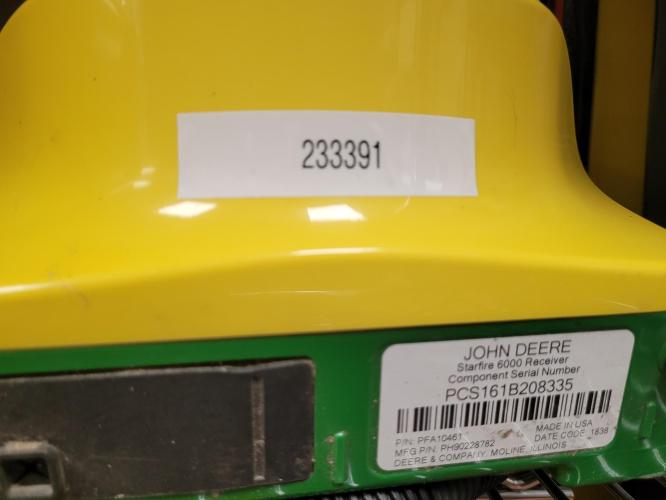 233391
JOHN DEERE
Starfire 6000 Receiver
Component Serial Number
PCS161B208335
P/N: PFA10461 MADE IN USA
MFG P/N: PH90228782 DATE CODE: 1838
DEERE & COMPANY MOLINE, ILLINOIS